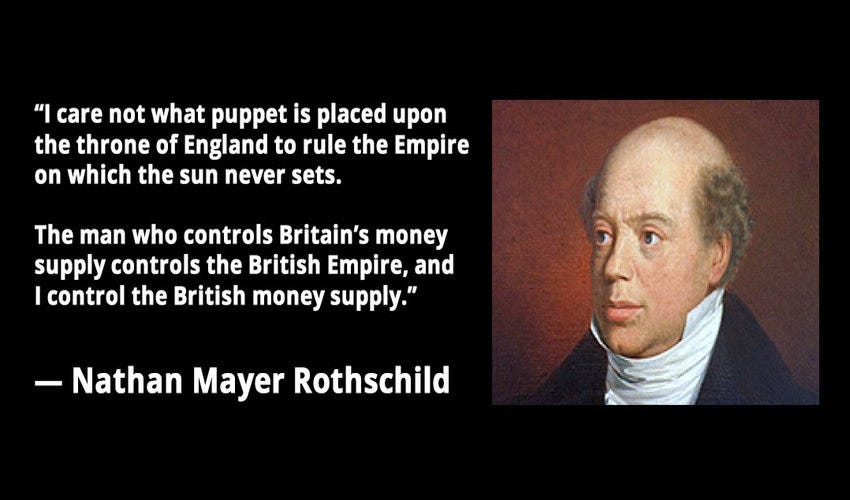 “I care not what puppet is placed upon
the throne of England to rule the Empire
on which the sun never sets.
The man who controls Britain’s money
supply controls the British Empire, and
I control the British money supply.”
— Nathan Mayer Rothschild